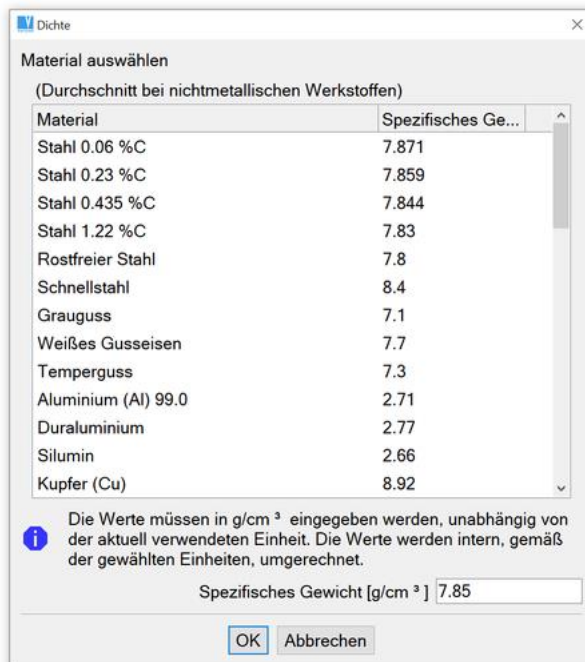 Dichte
Material auswählen
(Durchschnitt bei nichtmetallischen Werkstoffen)
Material Spezifisches Ge...
Stahl 0.06 %C 7.871
Stahl 0.23 %C 7.859
Stahl 0.435 %C 7.844
Stahl 1.22 %C 7.83
Rostfreier Stahl 7.8
Schnellstahl 8.4
Grauguss 7.1
Weißes Gusseisen 7.7
Temperguss 7.3
Aluminium (Al) 99.0 2.71
Duraluminium 2.77
Silumin 2.66
Kupfer (Cu) 8.92
Die Werte müssen in g/cm ³ eingegeben werden, unabhängig von
der aktuell verwendeten Einheit. Die Werte werden intern, gemäß
der gewählten Einheiten, umgerechnet.
Spezifisches Gewicht [g/cm ³ ] 7.85
OK Abbrechen